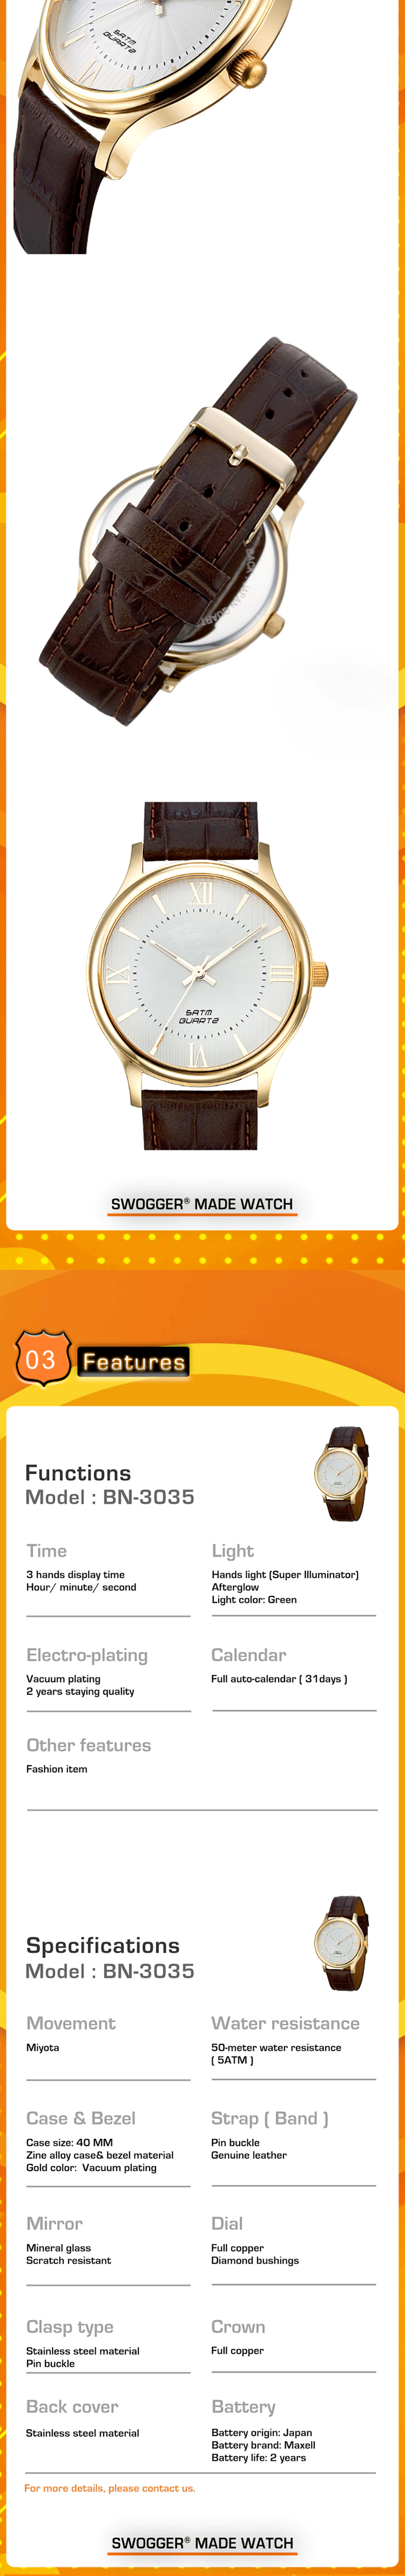 5ATM
QUARTZ
BACK
JAPAN QUART
XII
X
III
5ATM
QUARTZ
VI
SWOGGER® MADE WATCH
03 Features
Functions
Model : BN-3035
Time
3 hands display time
Hour/ minute/ second
Light
Hands light (Super Illuminator)
Afterglow
Light color: Green
Electro-plating
Vacuum plating
2 years staying quality
Calendar
Full auto-calendar ( 31days )
Other features
Fashion item
Specifications
Model : BN-3035
Movement
Miyota
Water resistance
50-meter water resistance
( 5ATM )
Case & Bezel
Case size: 40 MM
Zine alloy case& bezel material
Gold color: Vacuum plating
Strap ( Band )
Pin buckle
Genuine leather
Mirror
Mineral glass
Scratch resistant
Dial
Full copper
Diamond bushings
Clasp type
Stainless steel material
Pin buckle
Crown
Full copper
Back cover
Stainless steel material
Battery
Battery origin: Japan
Battery brand: Maxell
Battery life: 2 years
For more details, please contact us.
SWOGGER® MADE WATCH